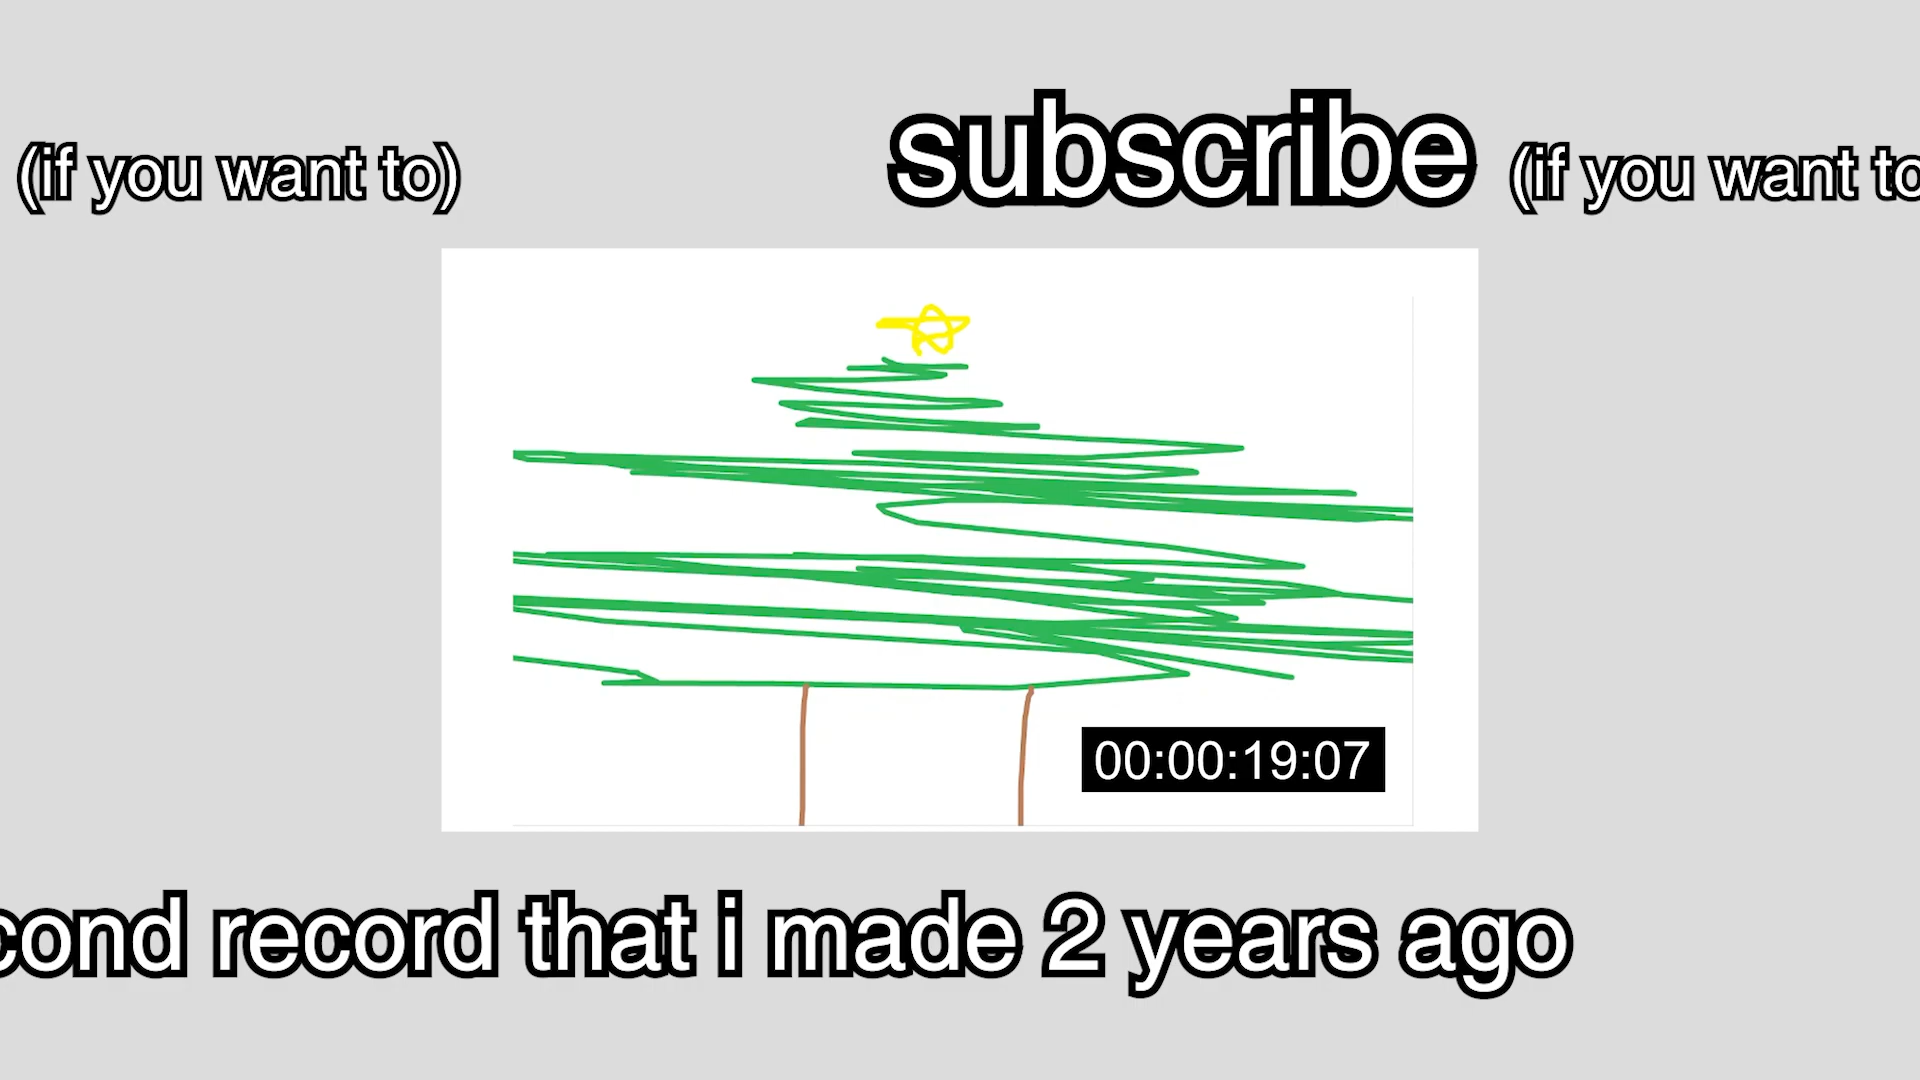 (if you want to) subscribe (if you want to
00:00:19:07
cond record that i made 2 years ago